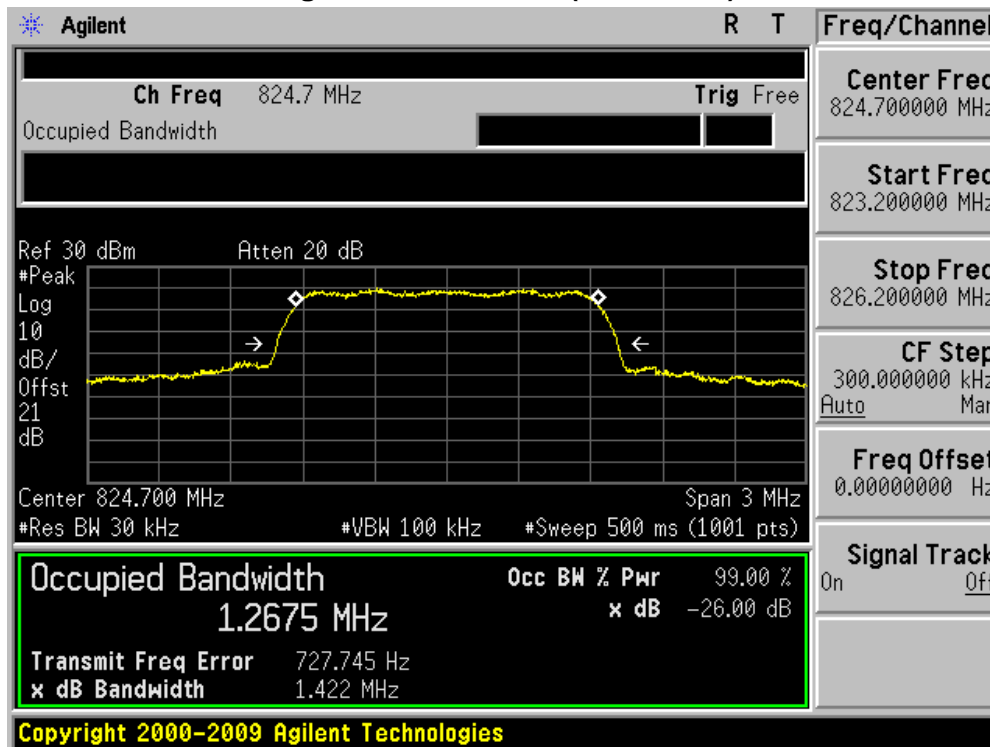 Agilent R T Freq/Channel
Ch Freq 824.7 MHz Trig Free
Occupied Bandwidth
Center Freq
824.700000 MHz
Start Freq
823.200000 MHz
Stop Freq
826.200000 MHz
CF Step
300.000000 kHz
Auto Man
Freq Offset
0.00000000 Hz
Signal Track
On Off
Ref 30 dBm Atten 20 dB
#Peak
Log
10
dB/
Offst
21
dB
Center 824.700 MHz Span 3 MHz
#Res BW 30 kHz #VBW 100 kHz #Sweep 500 ms (1001 pts)
Occupied Bandwidth Occ BW % Pwr 99.00 %
1.2675 MHz x dB -26.00 dB
Transmit Freq Error 727.745 Hz
x dB Bandwidth 1.422 MHz
Copyright 2000-2009 Agilent Technologies